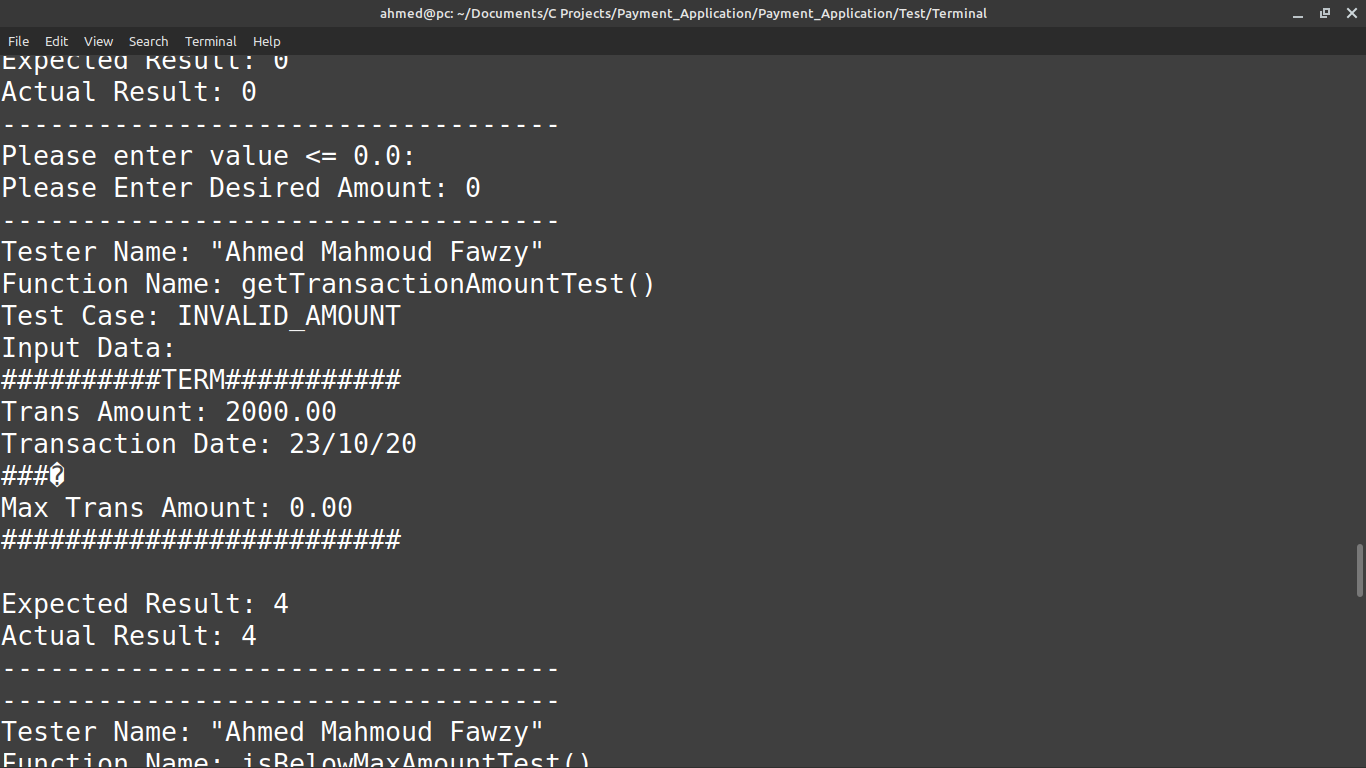 ahmed@pc: ~/Documents/C Projects/Payment_Application/Payment_Application/Test/Terminal
File Edit View Search Terminal Help
Expected Result: 0
Actual Result: 0
-----------------------------------
Please enter value <= 0.0:
Please Enter Desired Amount: 0
-----------------------------------
Tester Name: "Ahmed Mahmoud Fawzy"
Function Name: getTransactionAmountTest()
Test Case: INVALID_AMOUNT
Input Data:
##########TERM###########
Trans Amount: 2000.00
Transaction Date: 23/10/20
###�
Max Trans Amount: 0.00
#########################
Expected Result: 4
Actual Result: 4
-----------------------------------
-----------------------------------
Tester Name: "Ahmed Mahmoud Fawzy"
Function Name: isBelowMaxAmountTest()